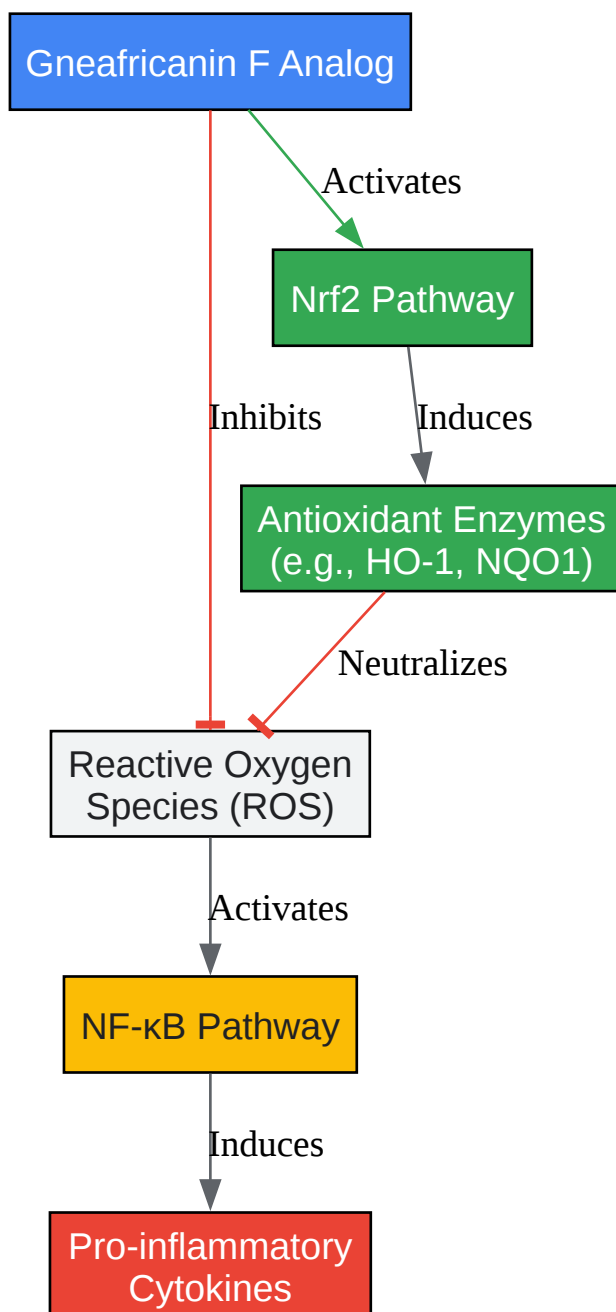 Gneafricanin F Analog
Activates
Nrf2 Pathway
Inhibits
Induces
Antioxidant Enzymes
(e.g., HO-1, NQO1)
Neutralizes
Reactive Oxygen
Species (ROS)
Activates
NF-κB Pathway
Induces
Pro-inflammatory
Cytokines